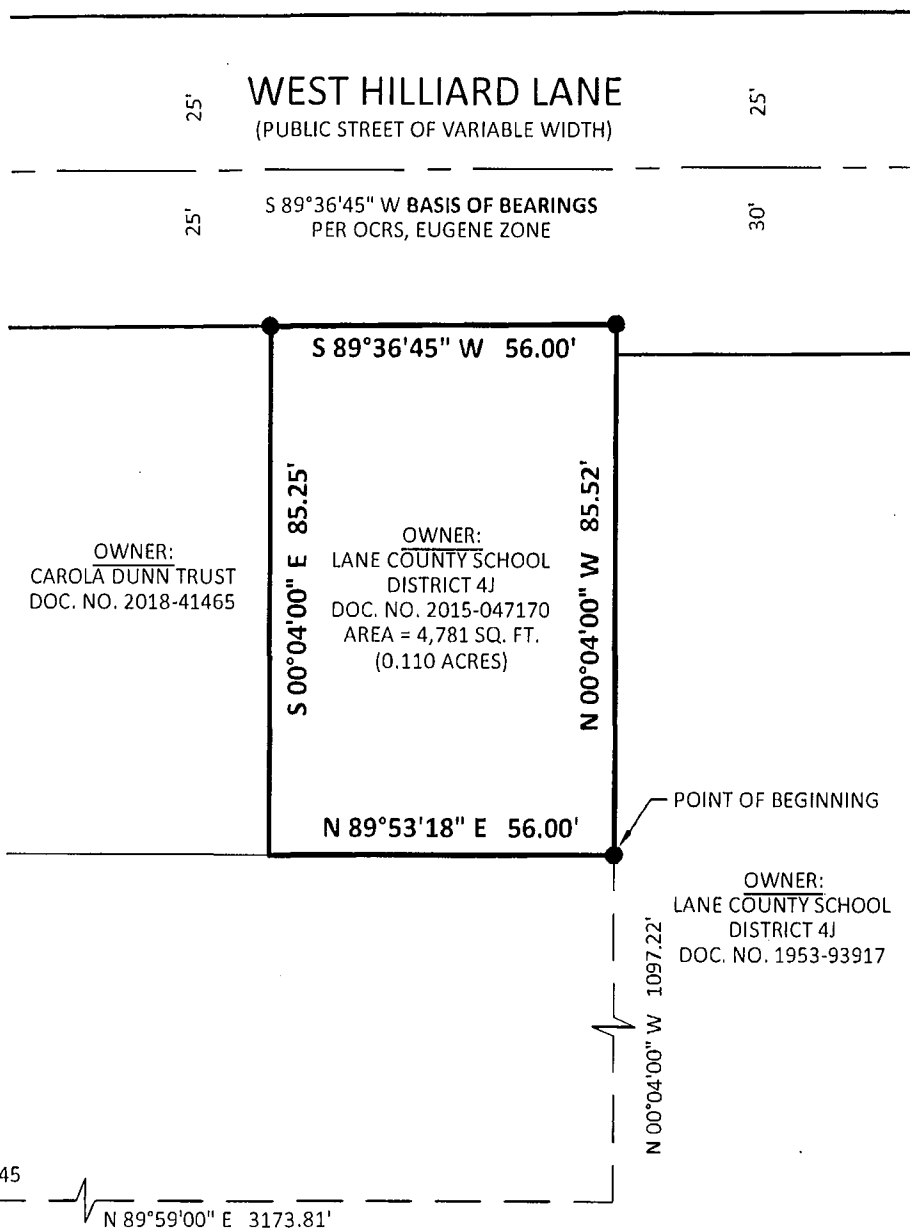 WEST HILLIARD LANE
(PUBLIC STREET OF VARIABLE WIDTH)
25'
25'
S 89°36'45" W BASIS OF BEARINGS
PER OCRS, EUGENE ZONE
25'
30'
S 89°36'45" W 56.00'
S 00°04'00" E 85.25'
N 00°04'00" W 85.52'
OWNER:
CAROLA DUNN TRUST
DOC. NO. 2018-41465
OWNER:
LANE COUNTY SCHOOL
DISTRICT 4J
DOC. NO. 2015-047170
AREA = 4,781 SQ. FT.
(0.110 ACRES)
N 89°53'18" E 56.00'
POINT OF BEGINNING
OWNER:
LANE COUNTY SCHOOL
DISTRICT 4J
DOC. NO. 1953-93917
N 00°04'00" W 1097.22'
45
N 89°59'00" E 3173.81'